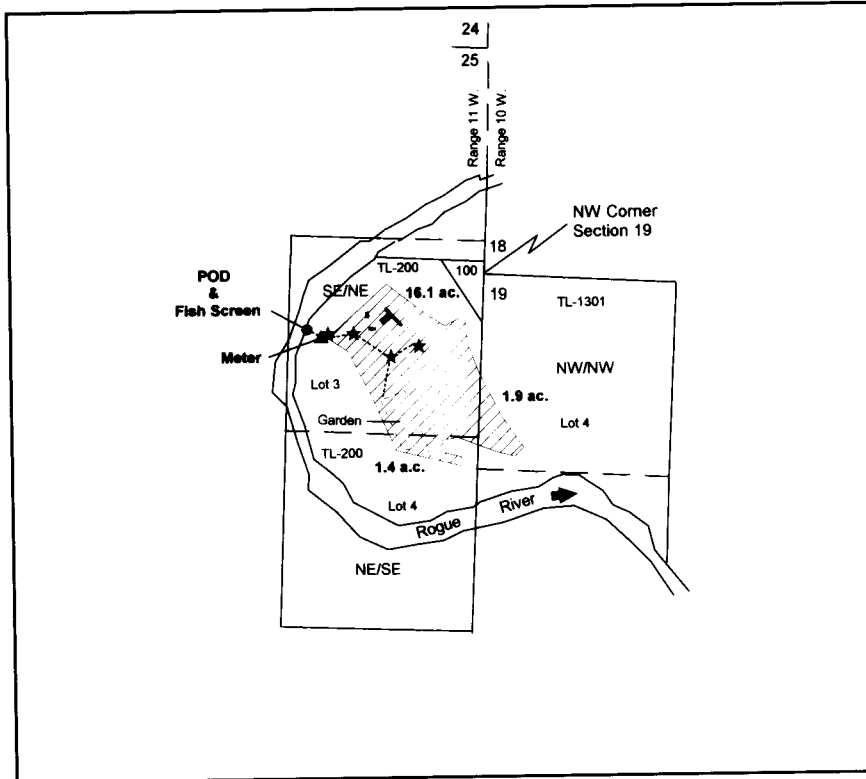 24
25
Range 11 W.
Range 10 W.
NW Corner
Section 19
18
TL-200
100
19
POD
&
Fish Screen
SE/NE
16.1 ac.
TL-1301
Meter
NW/NW
Lot 3
1.9 ac.
Garden
Lot 4
TL-200
1.4 a.c.
Lot 4
Rogue River
NE/SE